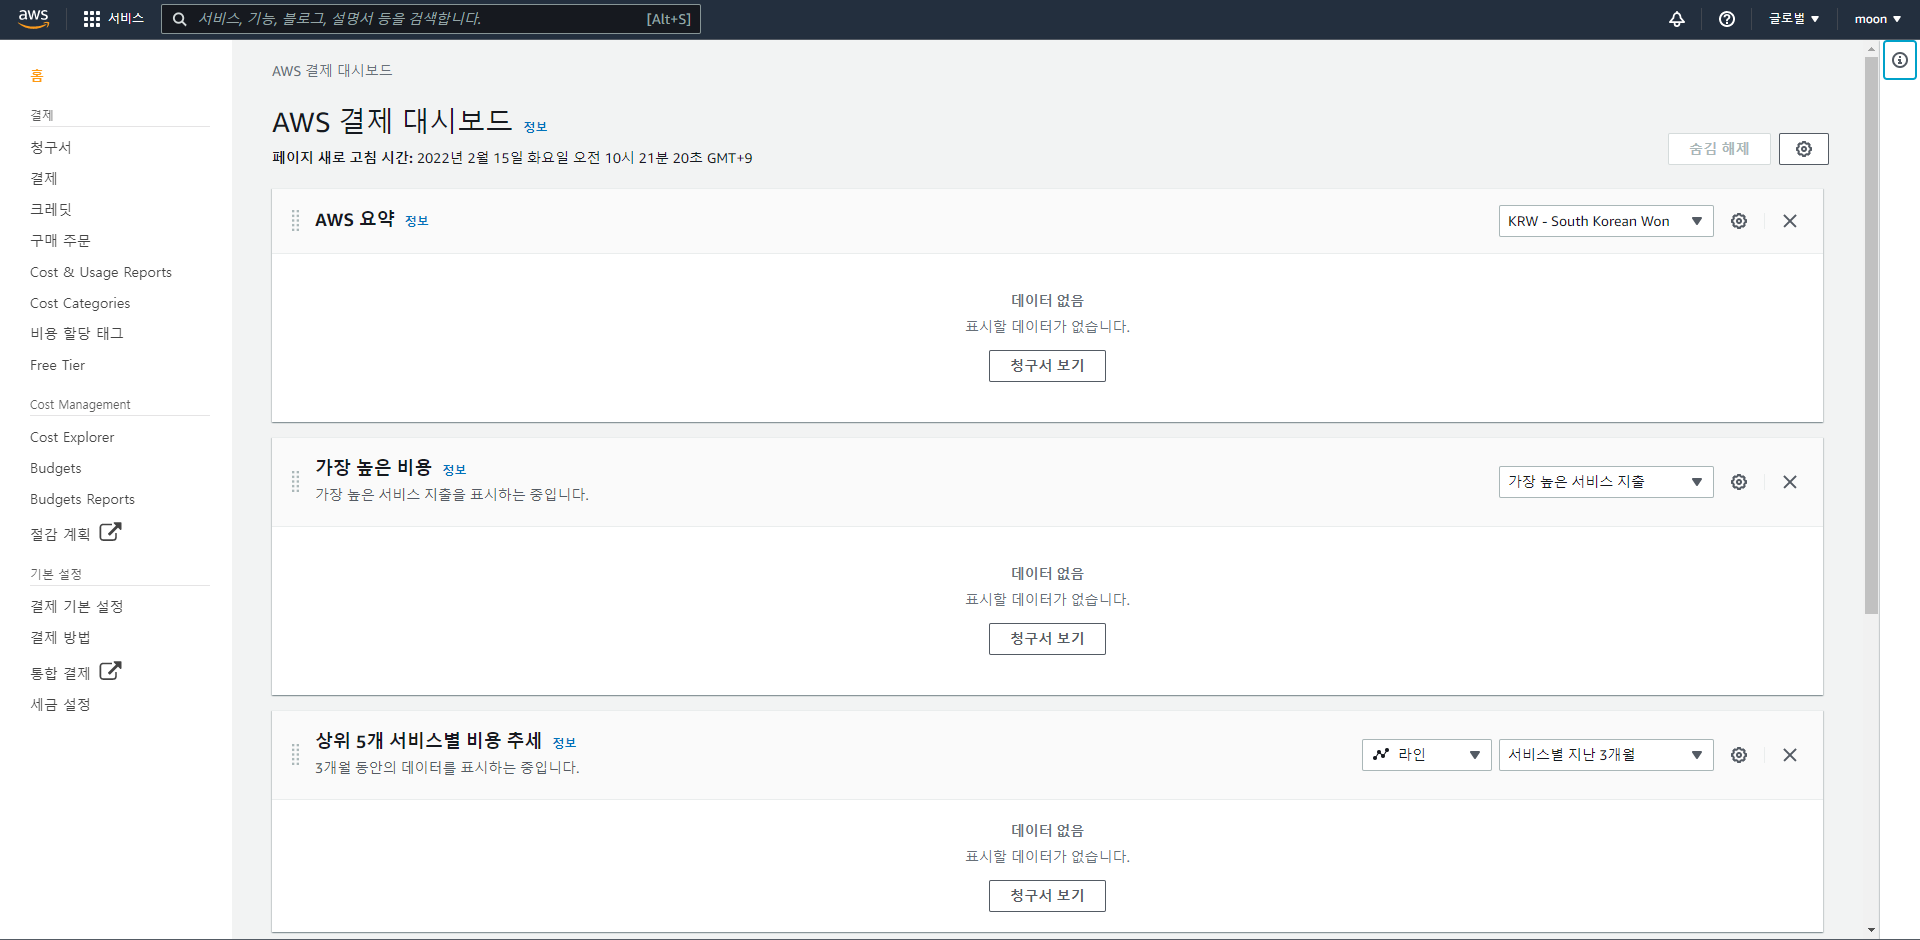 aws
서비스
서비스, 기능, 블로그, 설명서 등을 검색합니다.
[Alt+S]
글로벌 ▼
moon ▼
홈
결제
청구서
결제
크레딧
구매 주문
Cost & Usage Reports
Cost Categories
비용 할당 태그
Free Tier
Cost Management
Cost Explorer
Budgets
Budgets Reports
절감 계획
기본 설정
결제 기본 설정
결제 방법
통합 결제
세금 설정
AWS 결제 대시보드
AWS 결제 대시보드 정보
페이지 새로 고침 시간: 2022년 2월 15일 화요일 오전 10시 21분 20초 GMT+9
숨김 해제
AWS 요약 정보
KRW - South Korean Won
데이터 없음
표시할 데이터가 없습니다.
청구서 보기
가장 높은 비용 정보
가장 높은 서비스 지출을 표시하는 중입니다.
가장 높은 서비스 지출
데이터 없음
표시할 데이터가 없습니다.
청구서 보기
상위 5개 서비스별 비용 추세 정보
3개월 동안의 데이터를 표시하는 중입니다.
라인
서비스별 지난 3개월
데이터 없음
표시할 데이터가 없습니다.
청구서 보기